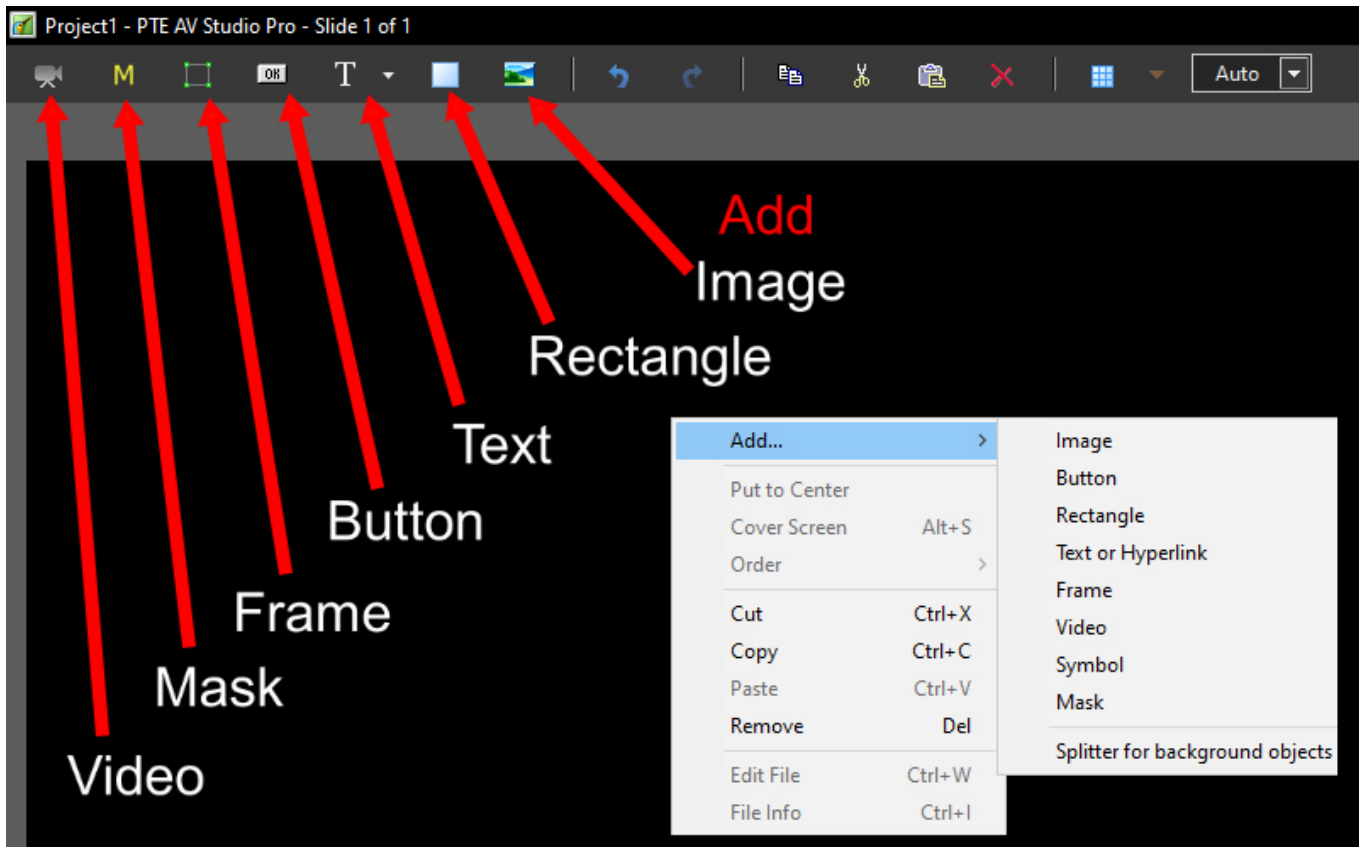 Project1 - PTE AV Studio Pro - Slide 1 of 1
M OK T Auto
Add
Image
Rectangle
Text
Button
Frame
Mask
Video
Add...
Put to Center
Cover Screen Alt+S
Order
Cut Ctrl+X
Copy Ctrl+C
Paste Ctrl+V
Remove Del
Edit File Ctrl+W
File Info Ctrl+I
Image
Button
Rectangle
Text or Hyperlink
Frame
Video
Symbol
Mask
Splitter for background objects